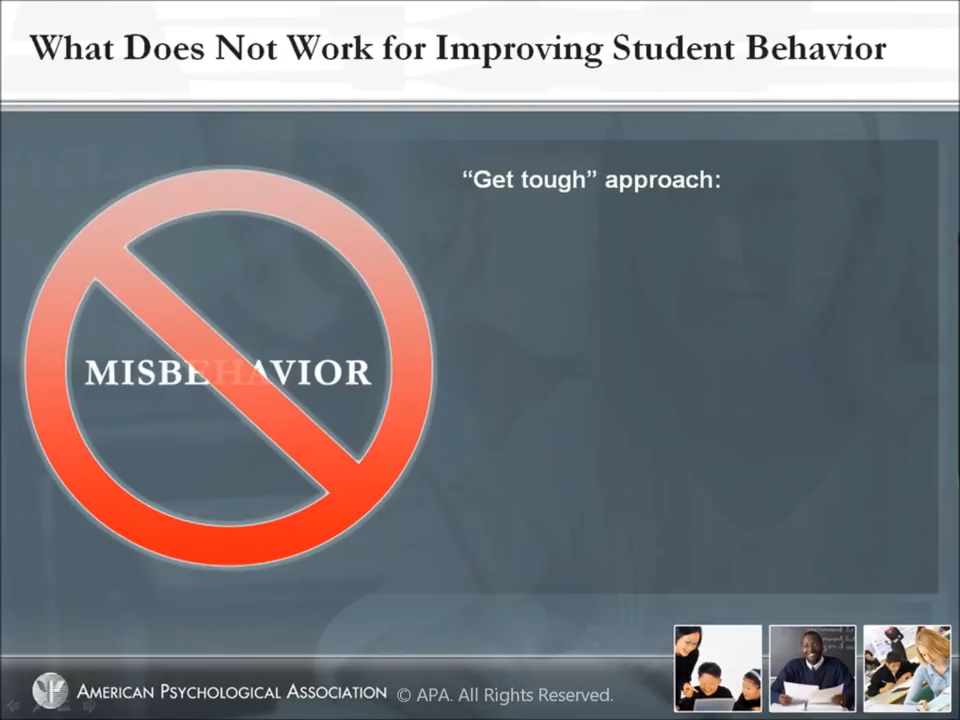 What Does Not Work for Improving Student Behavior
“Get tough” approach:
MISBEHAVIOR
AMERICAN PSYCHOLOGICAL ASSOCIATION © APA. All Rights Reserved.